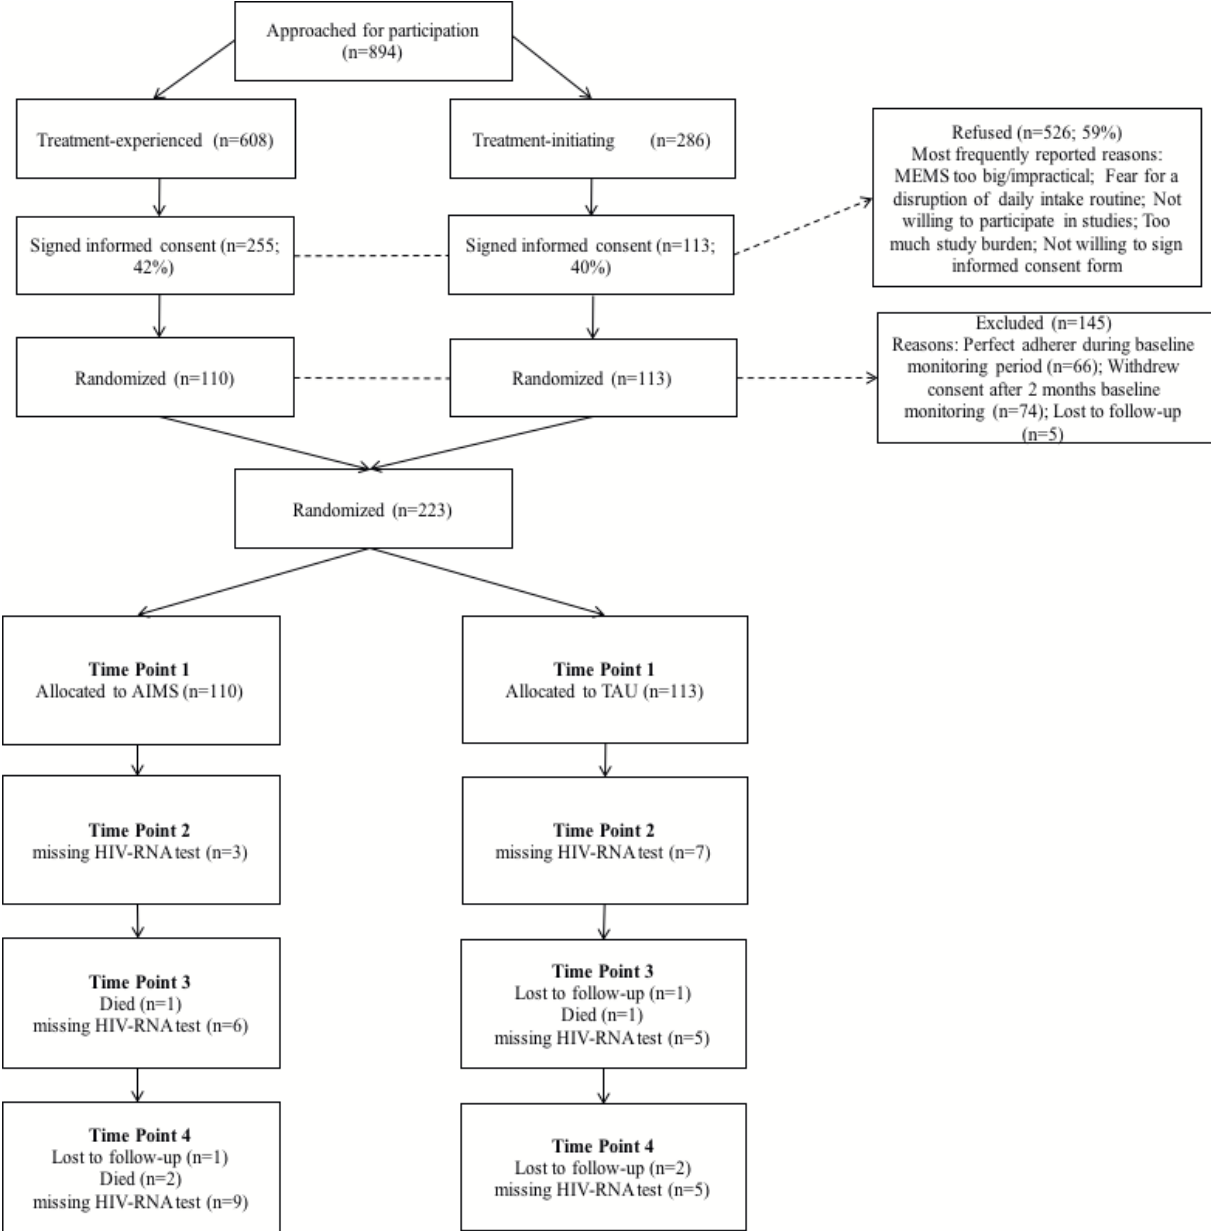 Approached for participation
(n=894)
Treatment-experienced (n=608)
Treatment-initiating (n=286)
Refused (n=526; 59%)
Most frequently reported reasons:
MEMS too big/impractical; Fear for a
disruption of daily intake routine; Not
willing to participate in studies; Too
much study burden; Not willing to sign
informed consent form
Signed informed consent (n=255;
42%)
Signed informed consent (n=113;
40%)
Excluded (n=145)
Reasons: Perfect adherer during baseline
monitoring period (n=66); Withdrew
consent after 2 months baseline
monitoring (n=74); Lost to follow-up
(n=5)
Randomized (n=110)
Randomized (n=113)
Randomized (n=223)
Time Point 1
Allocated to AIMS (n=110)
Time Point 1
Allocated to TAU (n=113)
Time Point 2
missing HIV-RNA test (n=3)
Time Point 2
missing HIV-RNA test (n=7)
Time Point 3
Died (n=1)
missing HIV-RNA test (n=6)
Time Point 3
Lost to follow-up (n=1)
Died (n=1)
missing HIV-RNA test (n=5)
Time Point 4
Lost to follow-up (n=1)
Died (n=2)
missing HIV-RNA test (n=9)
Time Point 4
Lost to follow-up (n=2)
missing HIV-RNA test (n=5)